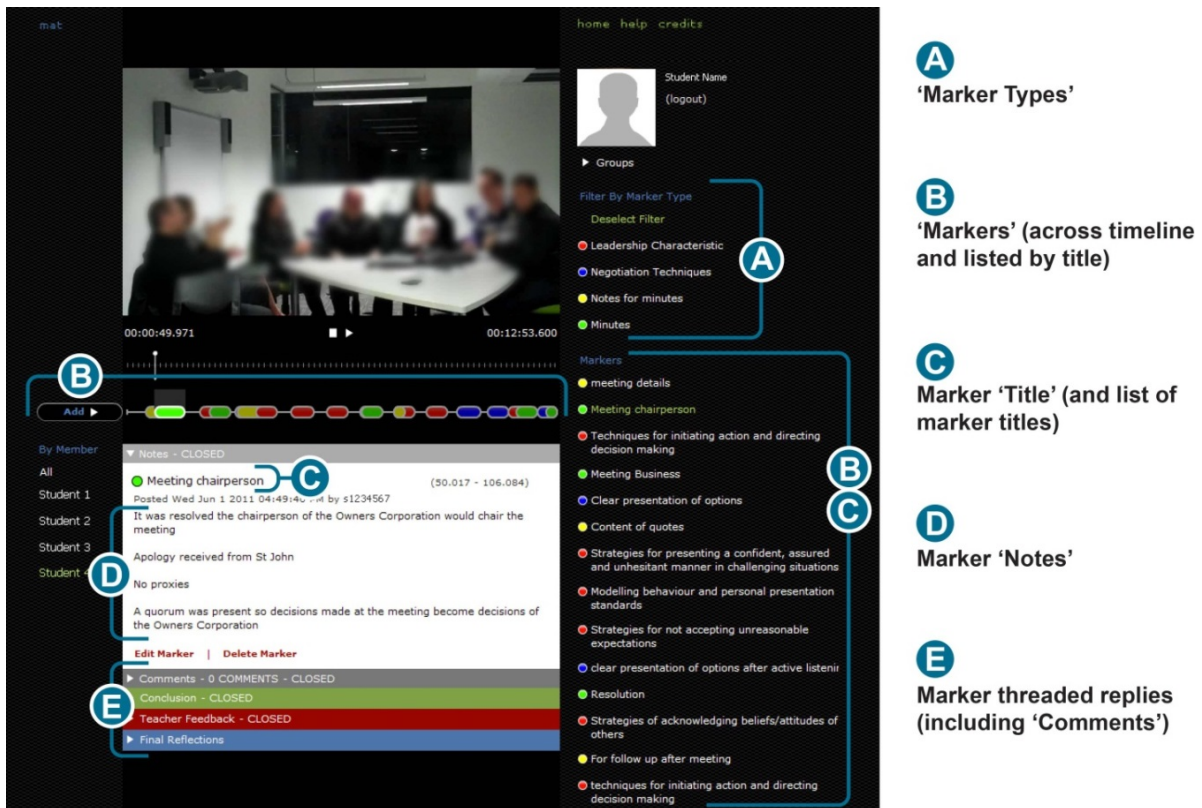 mat
home help credits
Student Name
(logout)
Groups
Filter By Marker Type
Deselect Filter
Leadership Characteristic
Negotiation Techniques
Notes for minutes
Minutes
A
00:00:49.971
00:12:53.600
B
Add
By Member
All
Student 1
Student 2
Student 3
Student 4
Notes - CLOSED
Meeting chairperson
C
(50.017 - 106.084)
Posted Wed Jun 1 2011 04:49:40 PM by s1234567
It was resolved the chairperson of the Owners Corporation would chair the
meeting
Apology received from St John
No proxies
A quorum was present so decisions made at the meeting become decisions of
the Owners Corporation
D
Edit Marker | Delete Marker
Comments - 0 COMMENTS - CLOSED
Conclusion - CLOSED
Teacher Feedback - CLOSED
Final Reflections
E
Markers
meeting details
Meeting chairperson
Techniques for initiating action and directing
decision making
Meeting Business
Clear presentation of options
Content of quotes
Strategies for presenting a confident, assured
and unhesitant manner in challenging situations
Modelling behaviour and personal presentation
standards
Strategies for not accepting unreasonable
expectations
clear presentation of options after active listenin
Resolution
Strategies of acknowledging beliefs/attitudes of
others
For follow up after meeting
techniques for initiating action and directing
decision making
B
C
A
‘Marker Types’
B
‘Markers’ (across timeline
and listed by title)
C
Marker ‘Title’ (and list of
marker titles)
D
Marker ‘Notes’
E
Marker threaded replies
(including ‘Comments’)